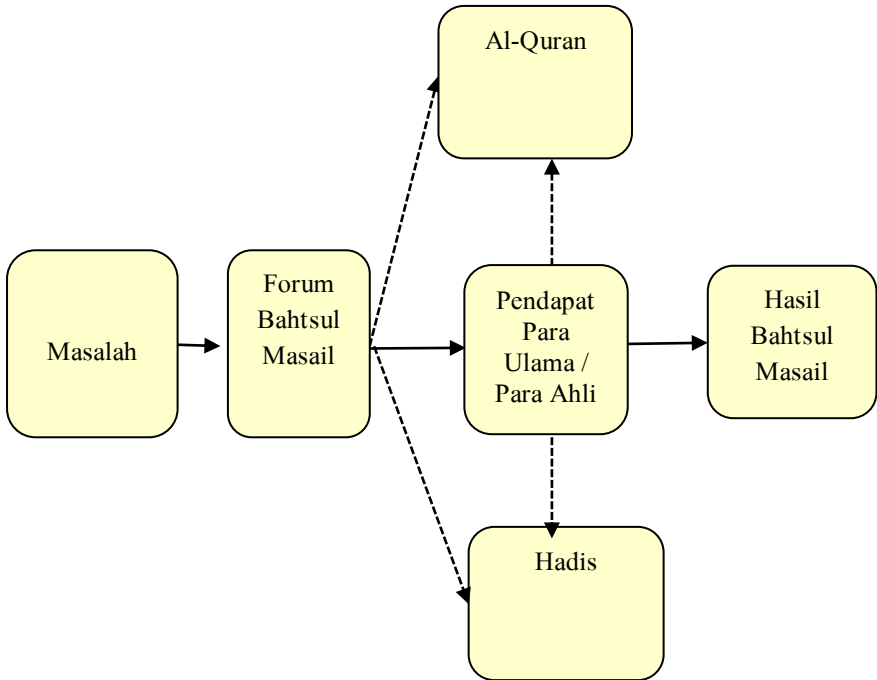 Al-Quran
Masalah
Forum
Bahtsul
Masail
Pendapat
Para
Ulama /
Para Ahli
Hasil
Bahtsul
Masail
Hadis